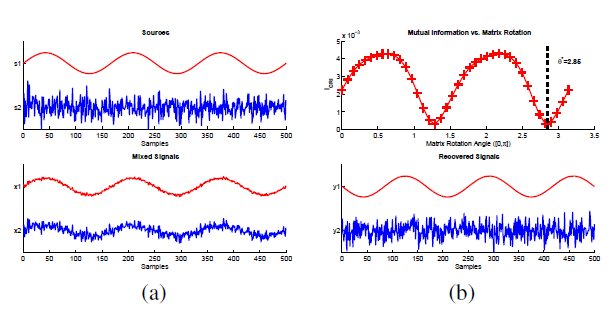 Sources
s1
s2
0 50 100 150 200 250 300 350 400 450 500
Samples
Mixed Signals
x1
x2
0 50 100 150 200 250 300 350 400 450 500
Samples
(a)
Mutual Information vs. Matrix Rotation
x 10⁻³
5
4
3
2
1
0
θ*=2.85
0 0.5 1 1.5 2 2.5 3 3.5
Matrix Rotation Angle ([0,π])
Recovered Signals
y1
y2
0 50 100 150 200 250 300 350 400 450 500
Samples
(b)